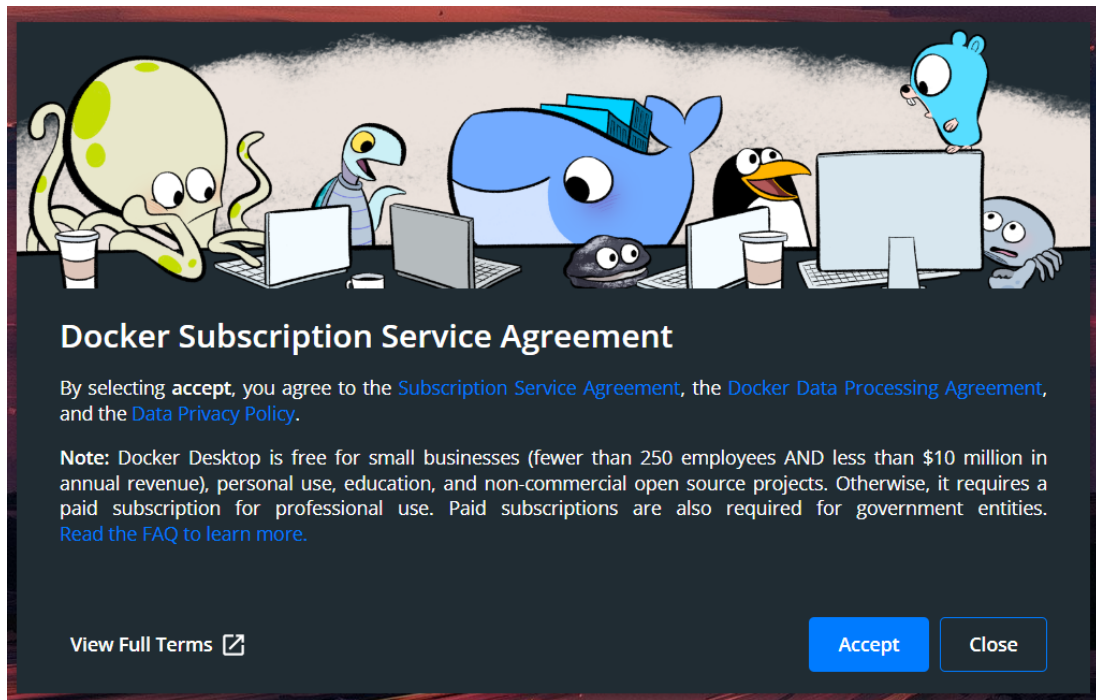 Docker Subscription Service Agreement
By selecting accept, you agree to the Subscription Service Agreement, the Docker Data Processing Agreement,
and the Data Privacy Policy.
Note: Docker Desktop is free for small businesses (fewer than 250 employees AND less than $10 million in
annual revenue), personal use, education, and non-commercial open source projects. Otherwise, it requires a
paid subscription for professional use. Paid subscriptions are also required for government entities.
Read the FAQ to learn more.
View Full Terms
Accept
Close